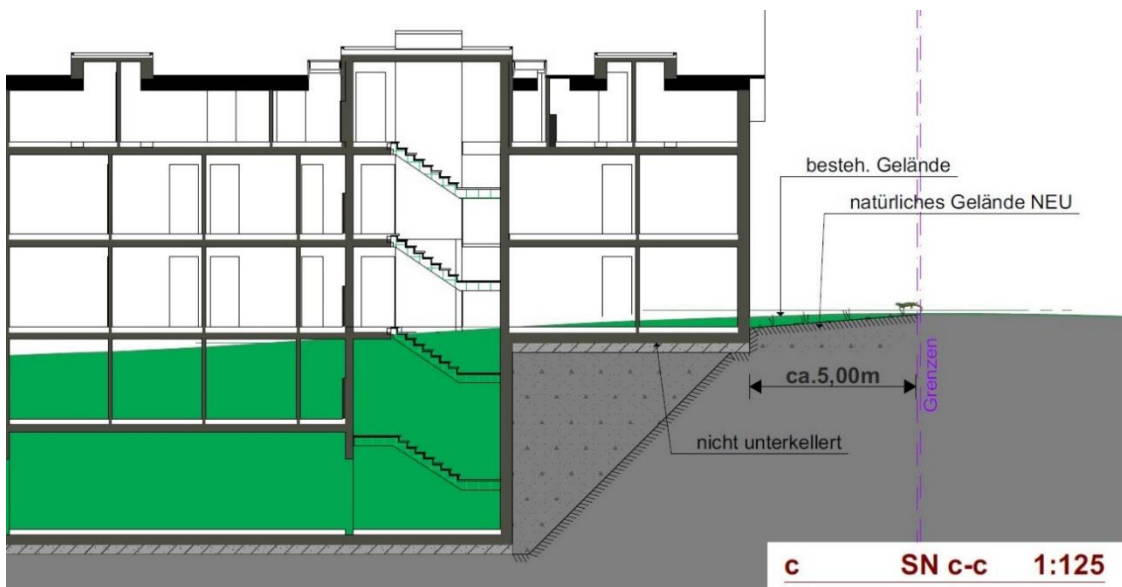 besteh. Gelände
natürliches Gelände NEU
ca.5,00m
Grenzen
nicht unterkellert
c SN c-c 1:125